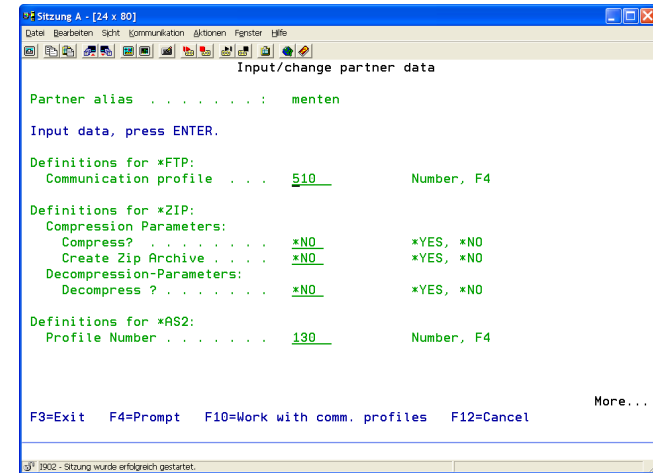 Sitzung A - [24 x 80]
Datei Bearbeiten Sicht Kommunikation Aktionen Fenster Hilfe
Input/change partner data
Partner alias . . . . . . . : menten
Input data, press ENTER.
Definitions for *FTP:
Communication profile . . . 510 Number, F4
Definitions for *ZIP:
Compression Parameters:
Compress? . . . . . . . . *NO *YES, *NO
Create Zip Archive . . . . *NO *YES, *NO
Decompression-Parameters:
Decompress ? . . . . . . . *NO *YES, *NO
Definitions for *AS2:
Profile Number . . . . . . . 130 Number, F4
More...
F3=Exit F4=Prompt F10=Work with comm. profiles F12=Cancel
I902 - Sitzung wurde erfolgreich gestartet.